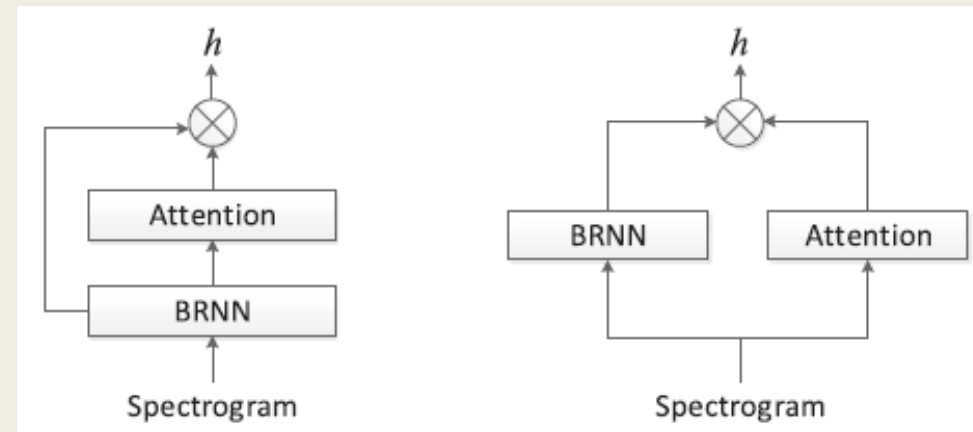 h
Attention
BRNN
Spectrogram
h
BRNN
Attention
Spectrogram